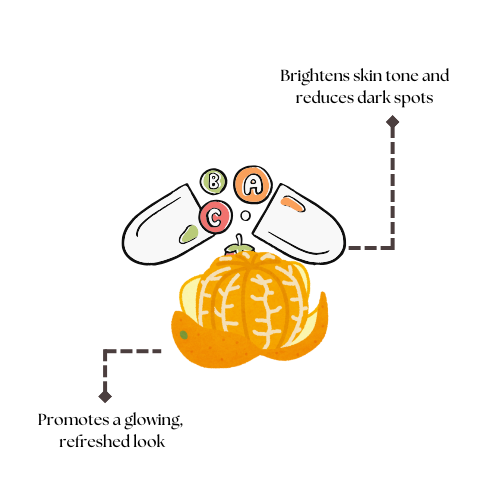 Brightens skin tone and
reduces dark spots
B
A
C
Promotes a glowing,
refreshed look